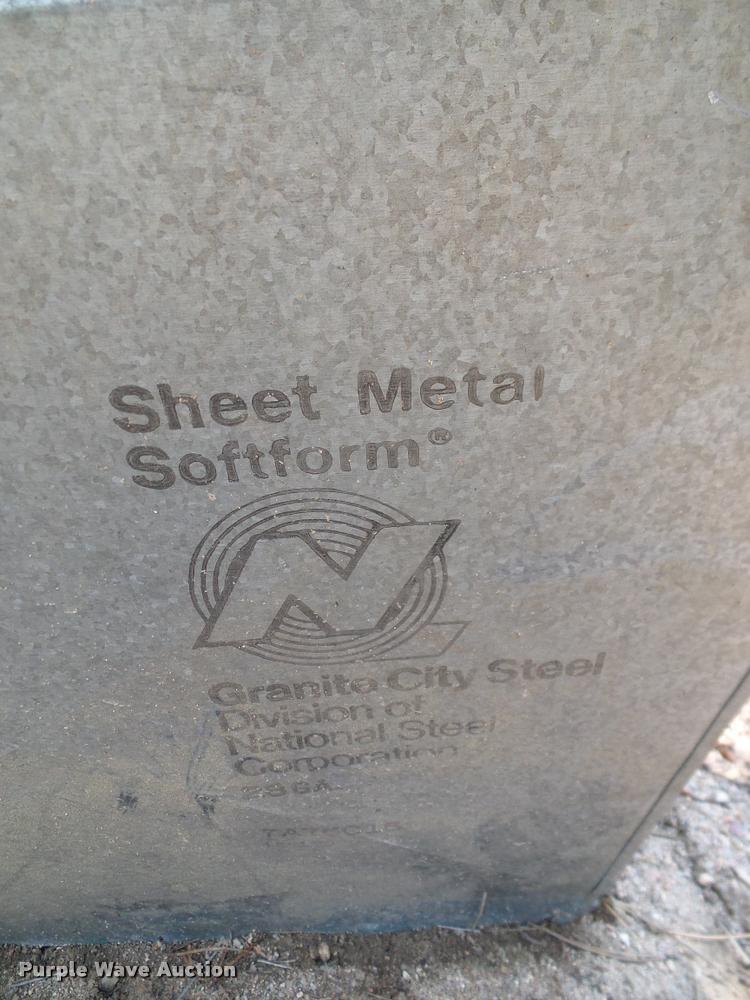 Sheet Metal
Softform®
N
Granite City Steel
Division of
National Steel
Corporation
Purple Wave Auction